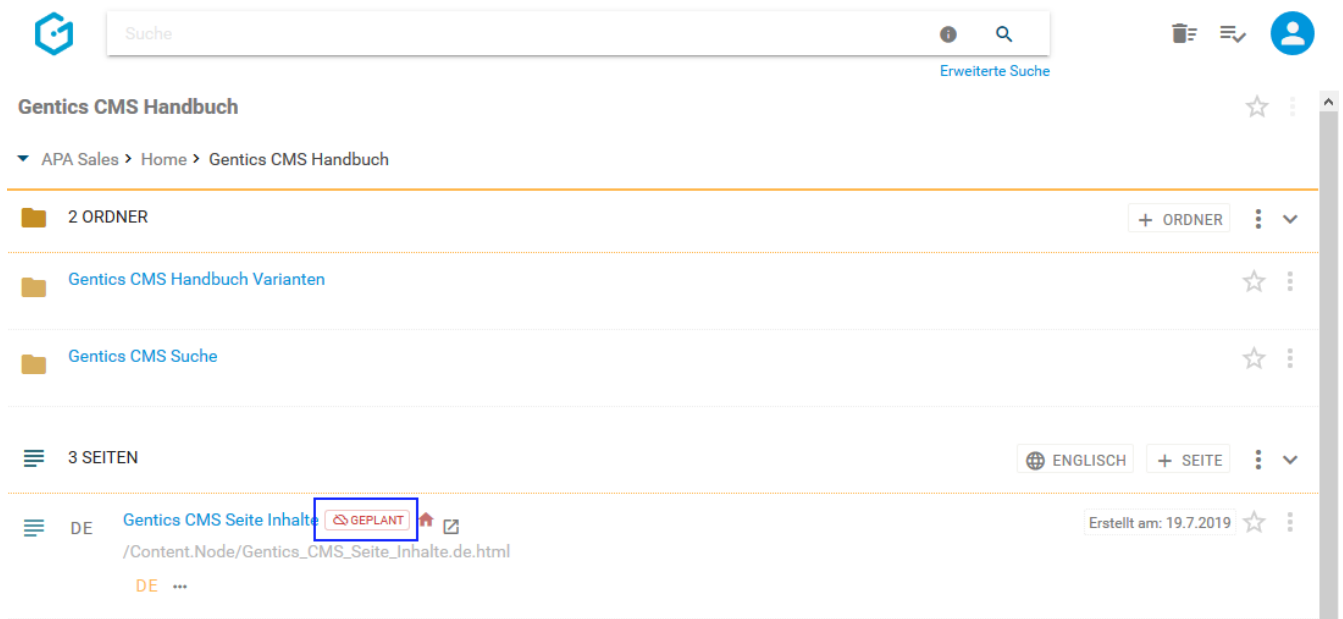 Suche
Erweiterte Suche
Gentics CMS Handbuch
APA Sales > Home > Gentics CMS Handbuch
2 ORDNER + ORDNER
Gentics CMS Handbuch Varianten
Gentics CMS Suche
3 SEITEN ENGLISCH + SEITE
DE Gentics CMS Seite Inhalte GEPLANT Erstellt am: 19.7.2019
/Content.Node/Gentics_CMS_Seite_Inhalte.de.html
DE ...